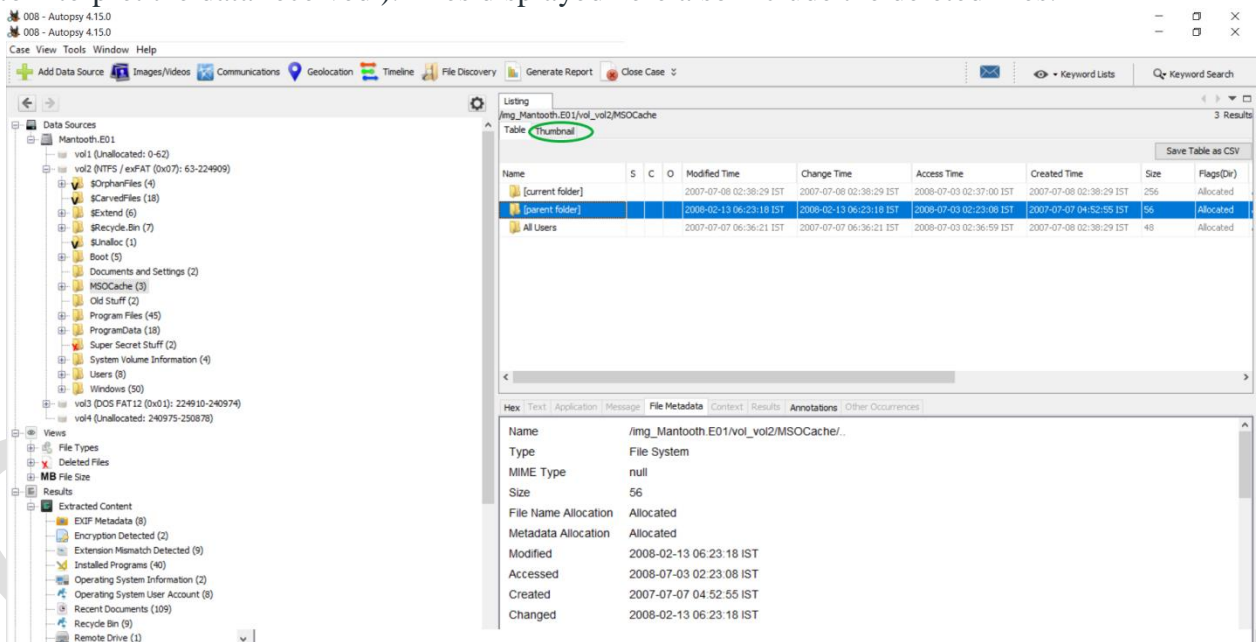 008 - Autopsy 4.15.0
008 - Autopsy 4.15.0
Case View Tools Window Help
Add Data Source Images/Videos Communications Geolocation Timeline File Discovery Generate Report Close Case Keyword Lists Keyword Search
Data Sources
Mantooth.E01
vol1 (Unallocated: 0-62)
vol2 (NTFS / exFAT (0x07): 63-224909)
$OrphanFiles (4)
$CarvedFiles (18)
$Extend (6)
$Recycle.Bin (7)
$Unalloc (1)
Boot (5)
Documents and Settings (2)
MSOCache (3)
Old Stuff (2)
Program Files (45)
ProgramData (18)
Super Secret Stuff (2)
System Volume Information (4)
Users (8)
Windows (50)
vol3 (DOS FAT12 (0x01): 224910-240974)
vol4 (Unallocated: 240975-250878)
Views
File Types
Deleted Files
MB File Size
Results
Extracted Content
EXIF Metadata (8)
Encryption Detected (2)
Extension Mismatch Detected (9)
Installed Programs (40)
Operating System Information (2)
Operating System User Account (8)
Recent Documents (109)
Recycle Bin (9)
Remote Drive (1)
Listing
/img_Mantooth.E01/vol_vol2/MSOCache 3 Results
Table Thumbnail
Save Table as CSV
Name S C O Modified Time Change Time Access Time Created Time Size Flags(Dir)
[current folder] 2007-07-08 02:38:29 IST 2007-07-08 02:38:29 IST 2008-07-03 02:37:00 IST 2007-07-08 02:38:29 IST 256 Allocated
[parent folder] 2008-02-13 06:23:18 IST 2008-02-13 06:23:18 IST 2008-07-03 02:23:08 IST 2007-07-07 04:52:55 IST 56 Allocated
All Users 2007-07-07 06:36:21 IST 2007-07-07 06:36:21 IST 2008-07-03 02:36:59 IST 2007-07-08 02:38:29 IST 48 Allocated
Hex Text Application Message File Metadata Context Results Annotations Other Occurrences
Name /img_Mantooth.E01/vol_vol2/MSOCache/..
Type File System
MIME Type null
Size 56
File Name Allocation Allocated
Metadata Allocation Allocated
Modified 2008-02-13 06:23:18 IST
Accessed 2008-07-03 02:23:08 IST
Created 2007-07-07 04:52:55 IST
Changed 2008-02-13 06:23:18 IST